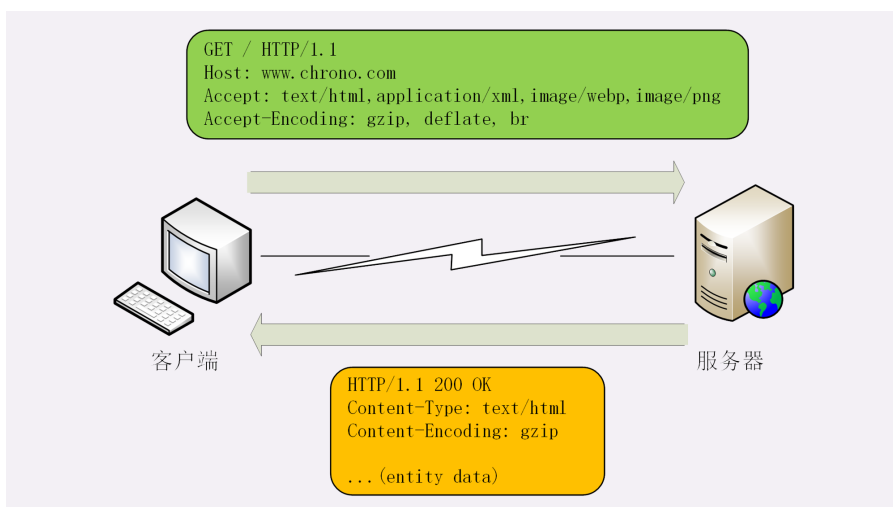 GET / HTTP/1.1
Host: www.chrono.com
Accept: text/html,application/xml,image/webp,image/png
Accept-Encoding: gzip, deflate, br
客户端
服务器
HTTP/1.1 200 OK
Content-Type: text/html
Content-Encoding: gzip
...(entity data)